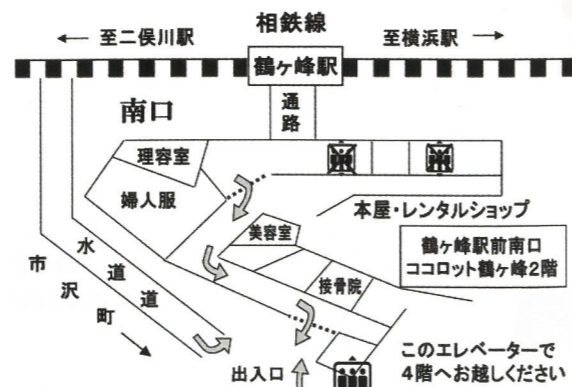 相鉄線
← 至二俣川駅
至横浜駅 →
鶴ヶ峰駅
南口
通路
理容室
婦人服
本屋・レンタルショップ
美容室
鶴ヶ峰駅前南口
ココロット鶴ヶ峰2階
水道道
市沢町
接骨院
出入口
このエレベーターで
4階へお越しください